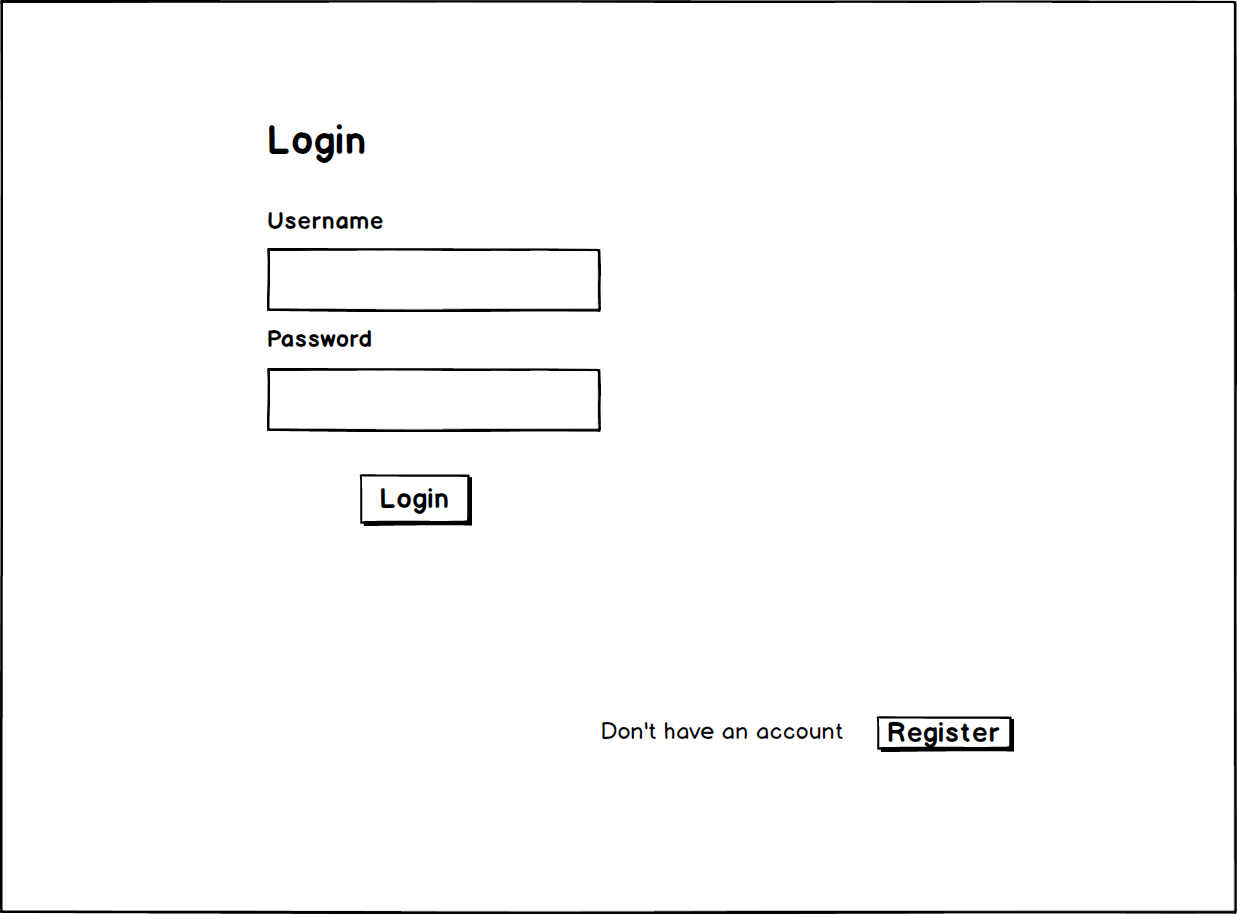 Login
Username
Password
Login
Don't have an account
Register